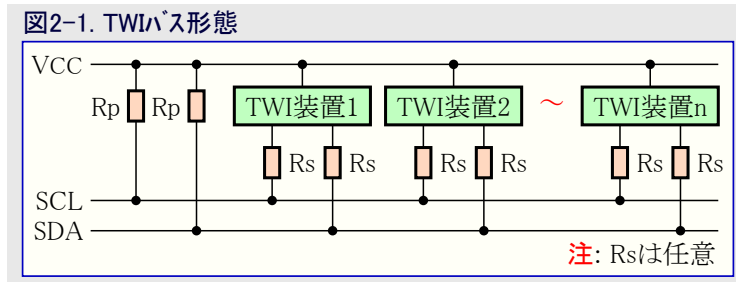 図2-1. TWIバス形態
VCC
Rp Rp TWI装置1 TWI装置2 ～ TWI装置n
Rs Rs Rs Rs Rs Rs
SCL
SDA
注: Rsは任意